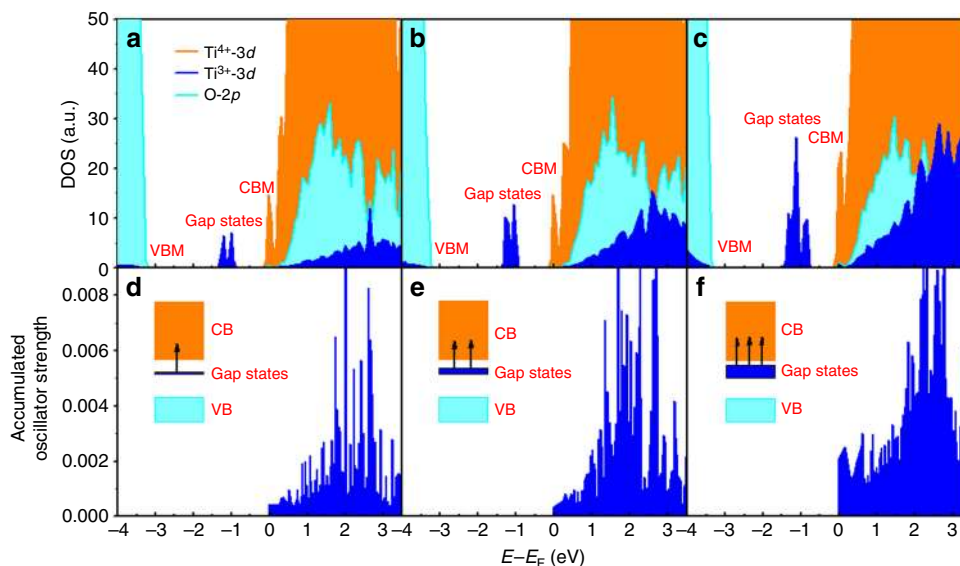 a
b
c
Ti⁴⁺-3d
Ti³⁺-3d
O-2p
DOS (a.u.)
50
40
30
20
10
0
VBM
Gap states
CBM
VBM
Gap states
CBM
VBM
Gap states
CBM
d
e
f
CB
Gap states
VB
CB
Gap states
VB
CB
Gap states
VB
Accumulated
oscillator strength
0.008
0.006
0.004
0.002
0.000
−4 −3 −2 −1 0 1 2 3 −4 −3 −2 −1 0 1 2 3 −4 −3 −2 −1 0 1 2 3
E−E_F (eV)